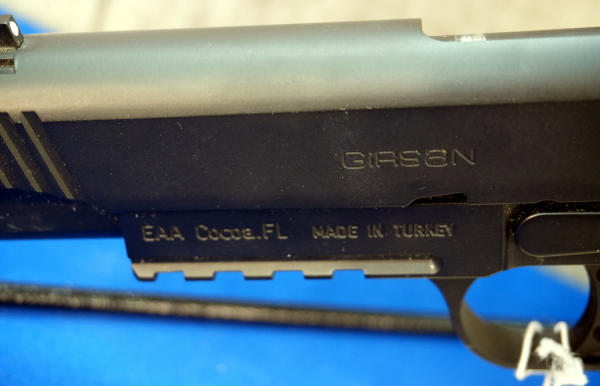 GIRSAN
EAA Cocoa.FL MADE IN TURKEY